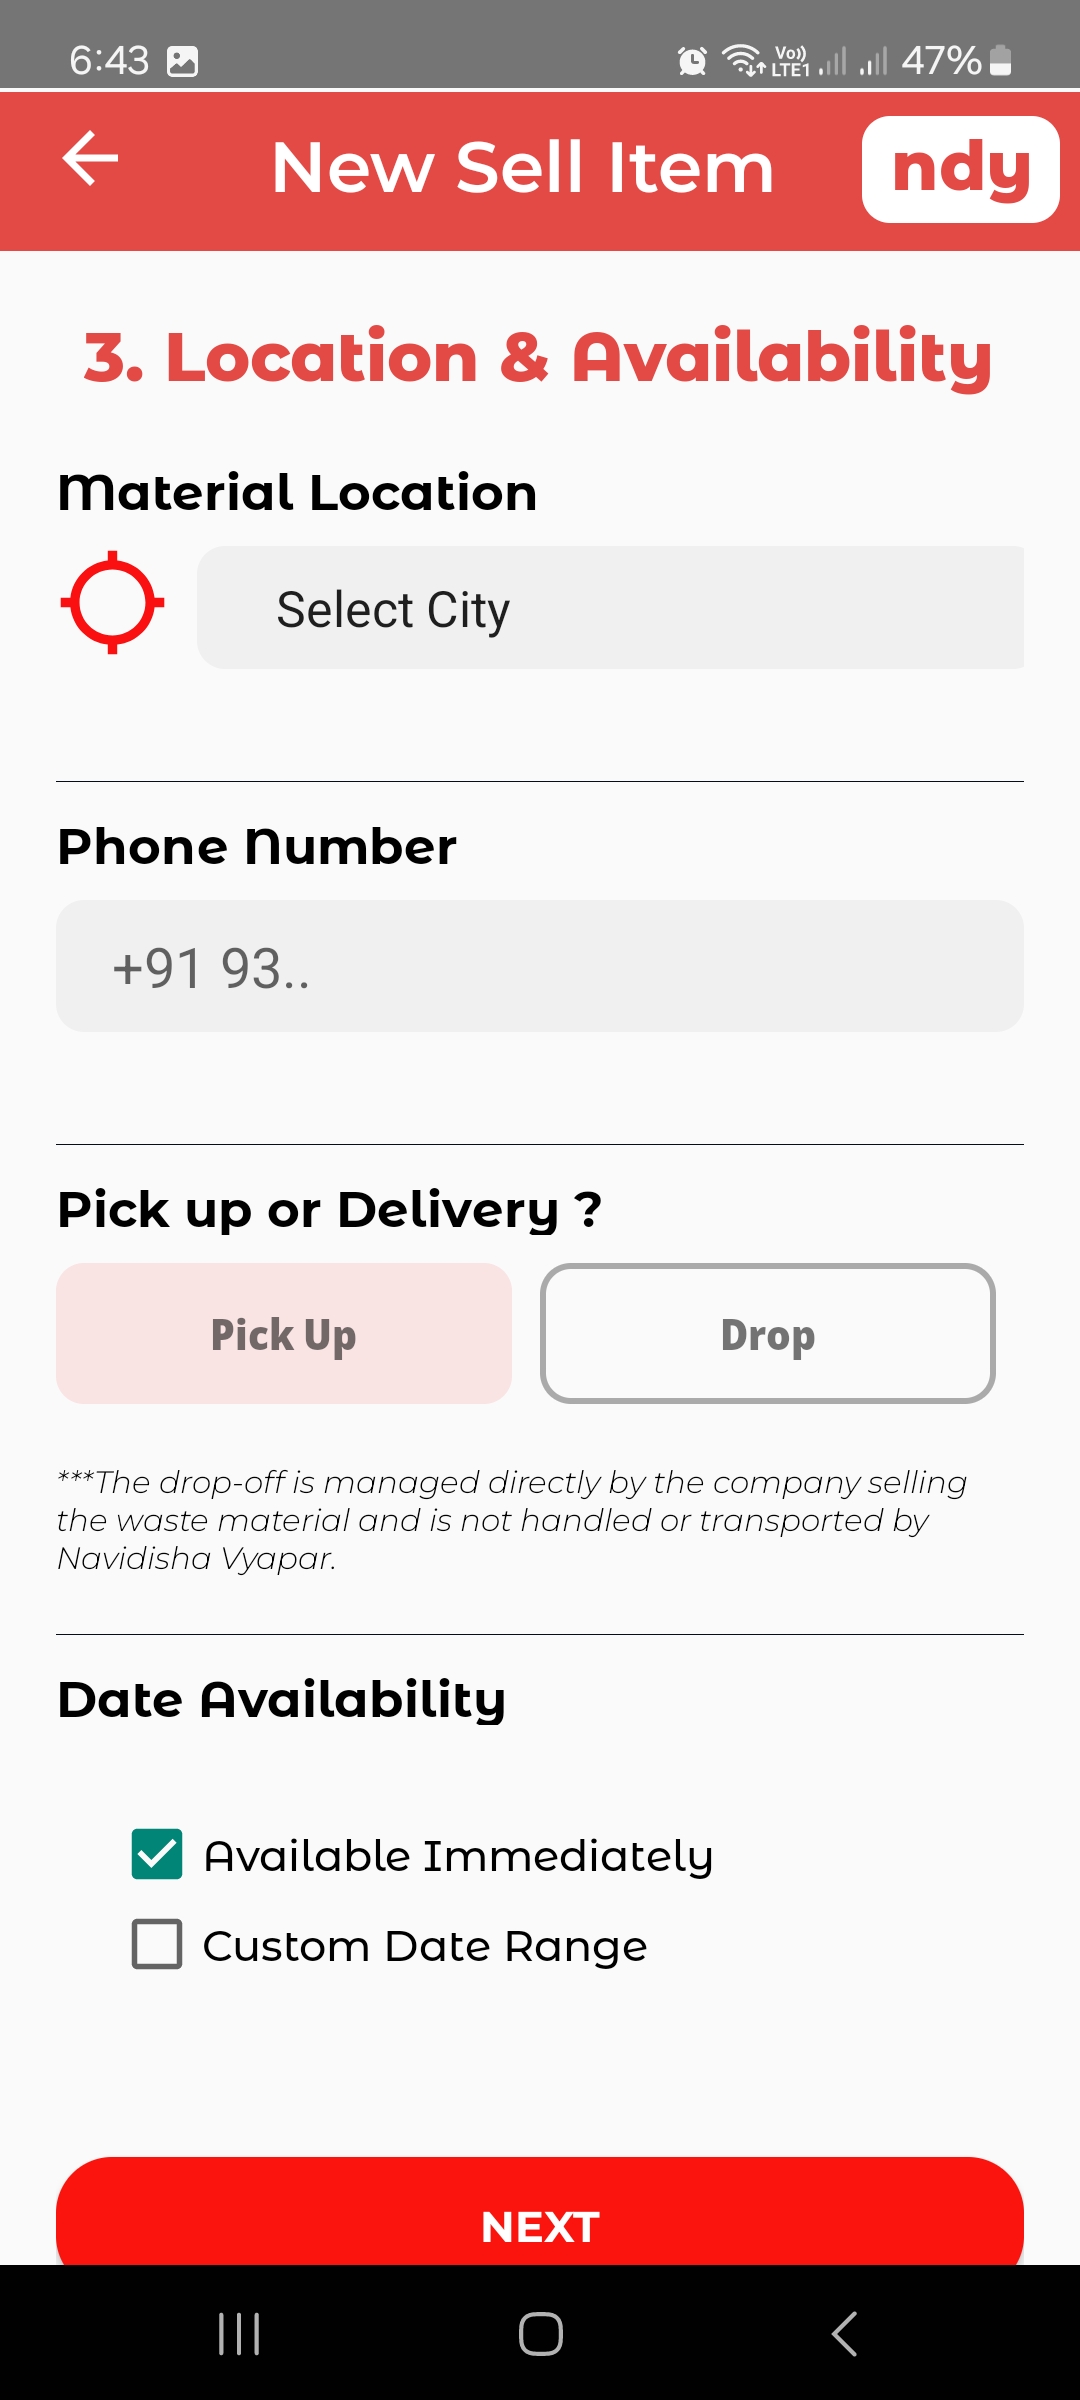 6:43
Vo))
LTE1
47%
New Sell Item
ndy
3. Location & Availability
Material Location
Select City
Phone Number
+91 93..
Pick up or Delivery ?
Pick Up
Drop
***The drop-off is managed directly by the company selling
the waste material and is not handled or transported by
Navidisha Vyapar.
Date Availability
Available Immediately
Custom Date Range
NEXT